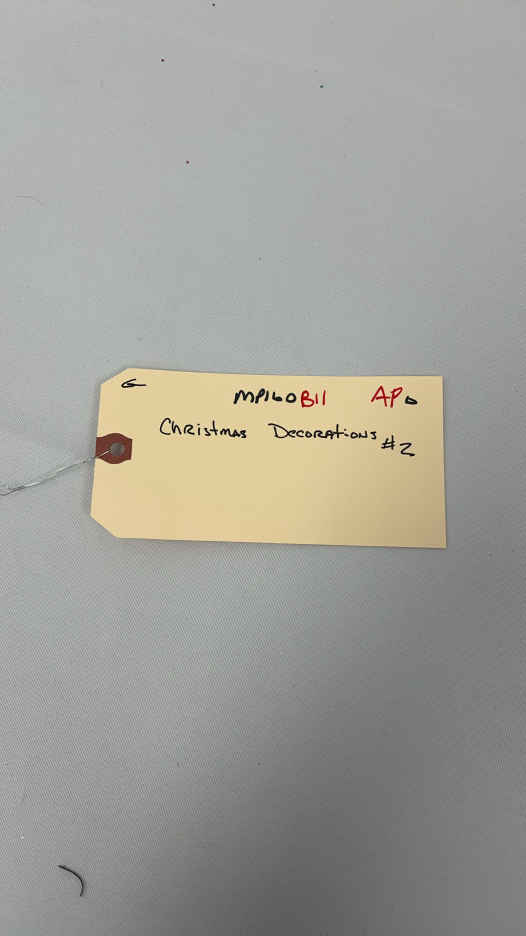 G
MP160B11 AP
Christmas Decorations #2